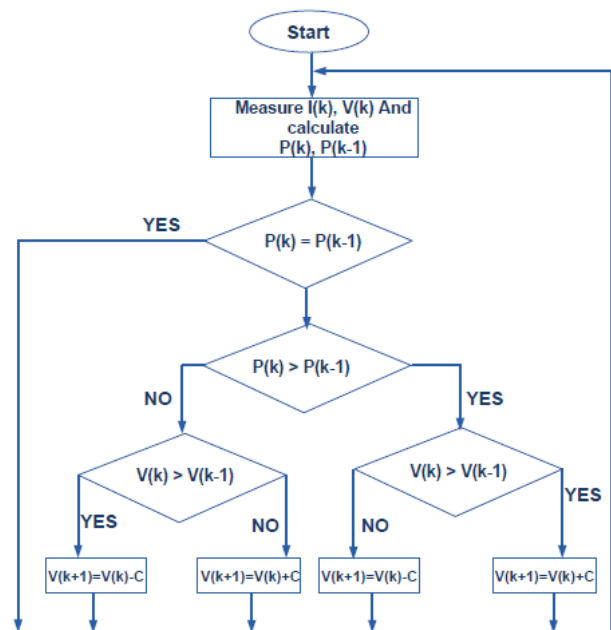 Start
Measure I(k), V(k) And
calculate
P(k), P(k-1)
YES
P(k) = P(k-1)
P(k) > P(k-1)
NO
YES
V(k) > V(k-1)
V(k) > V(k-1)
YES
NO
NO
YES
V(k+1)=V(k)-C
V(k+1)=V(k)+C
V(k+1)=V(k)-C
V(k+1)=V(k)+C